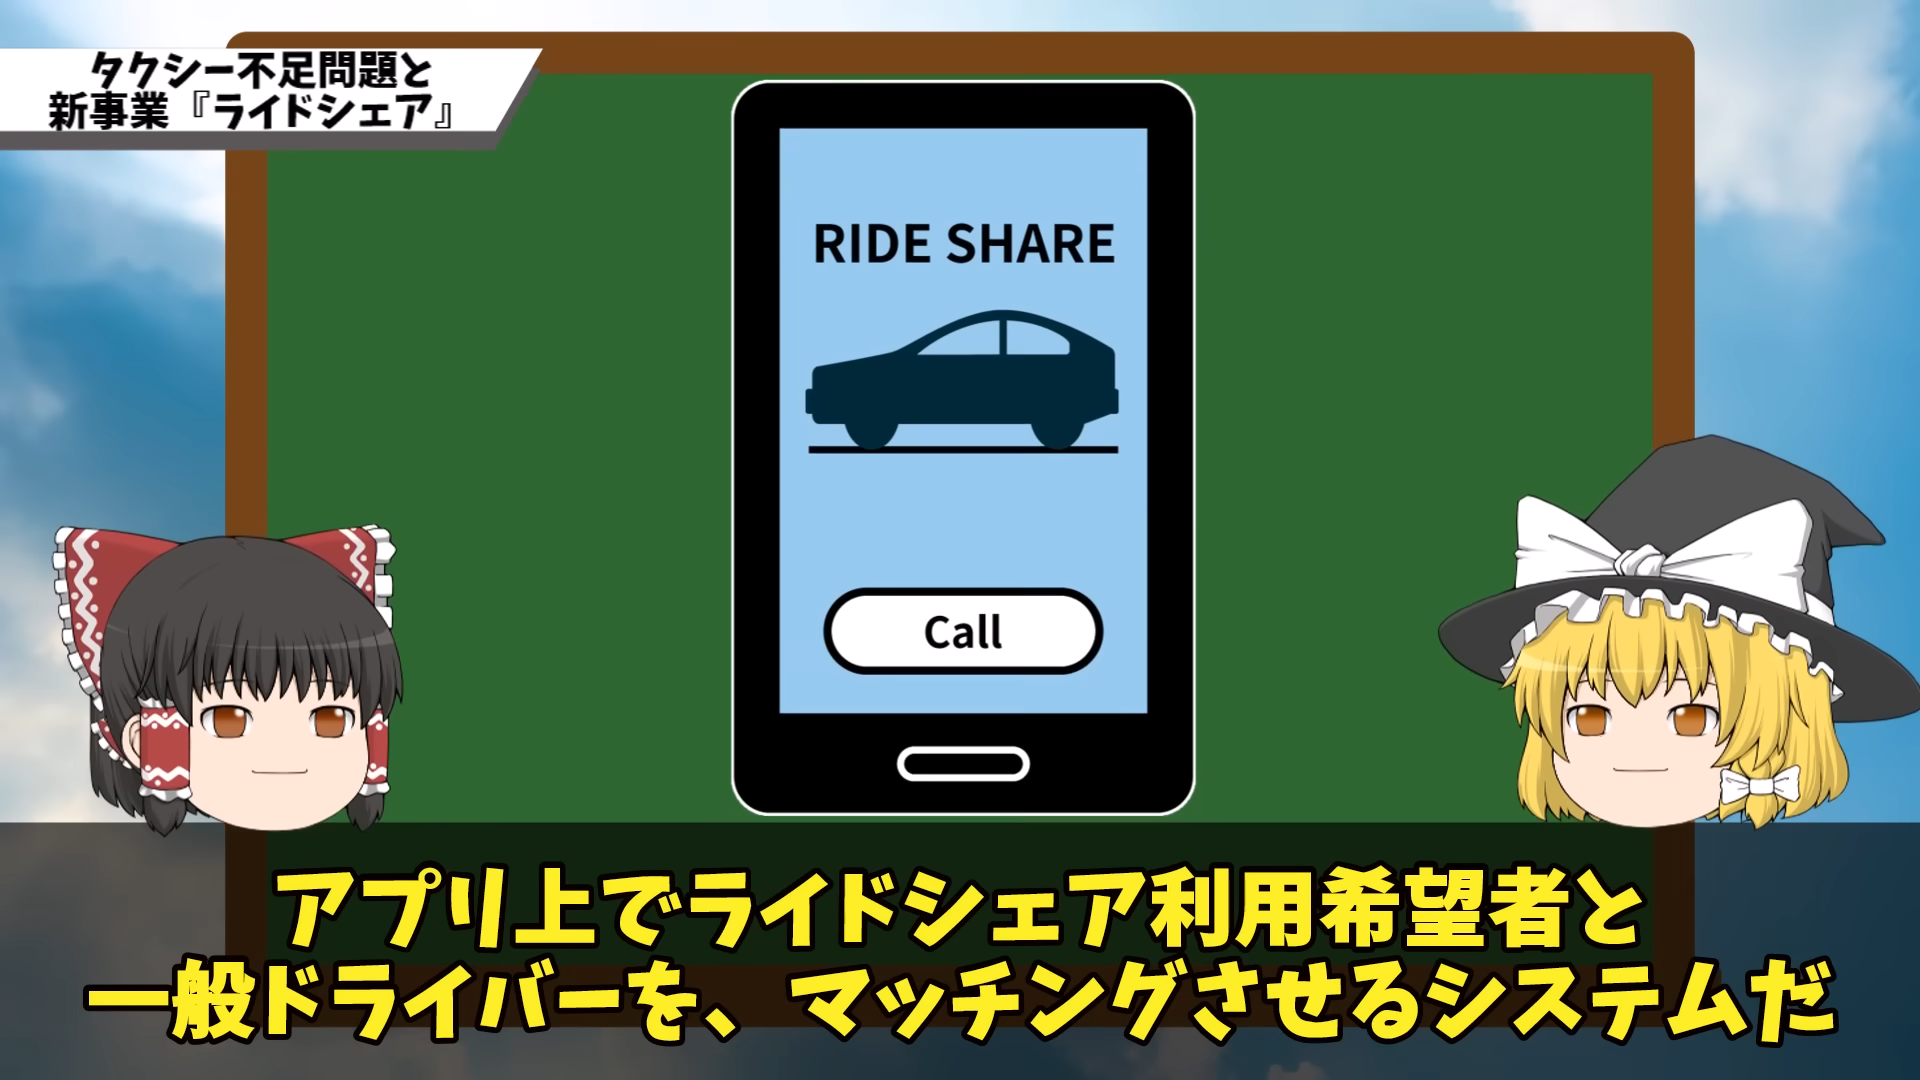 タクシー不足問題と
新事業『ライドシェア』
RIDE SHARE
Call
アプリ上でライドシェア利用希望者と
一般ドライバーを、マッチングさせるシステムだ